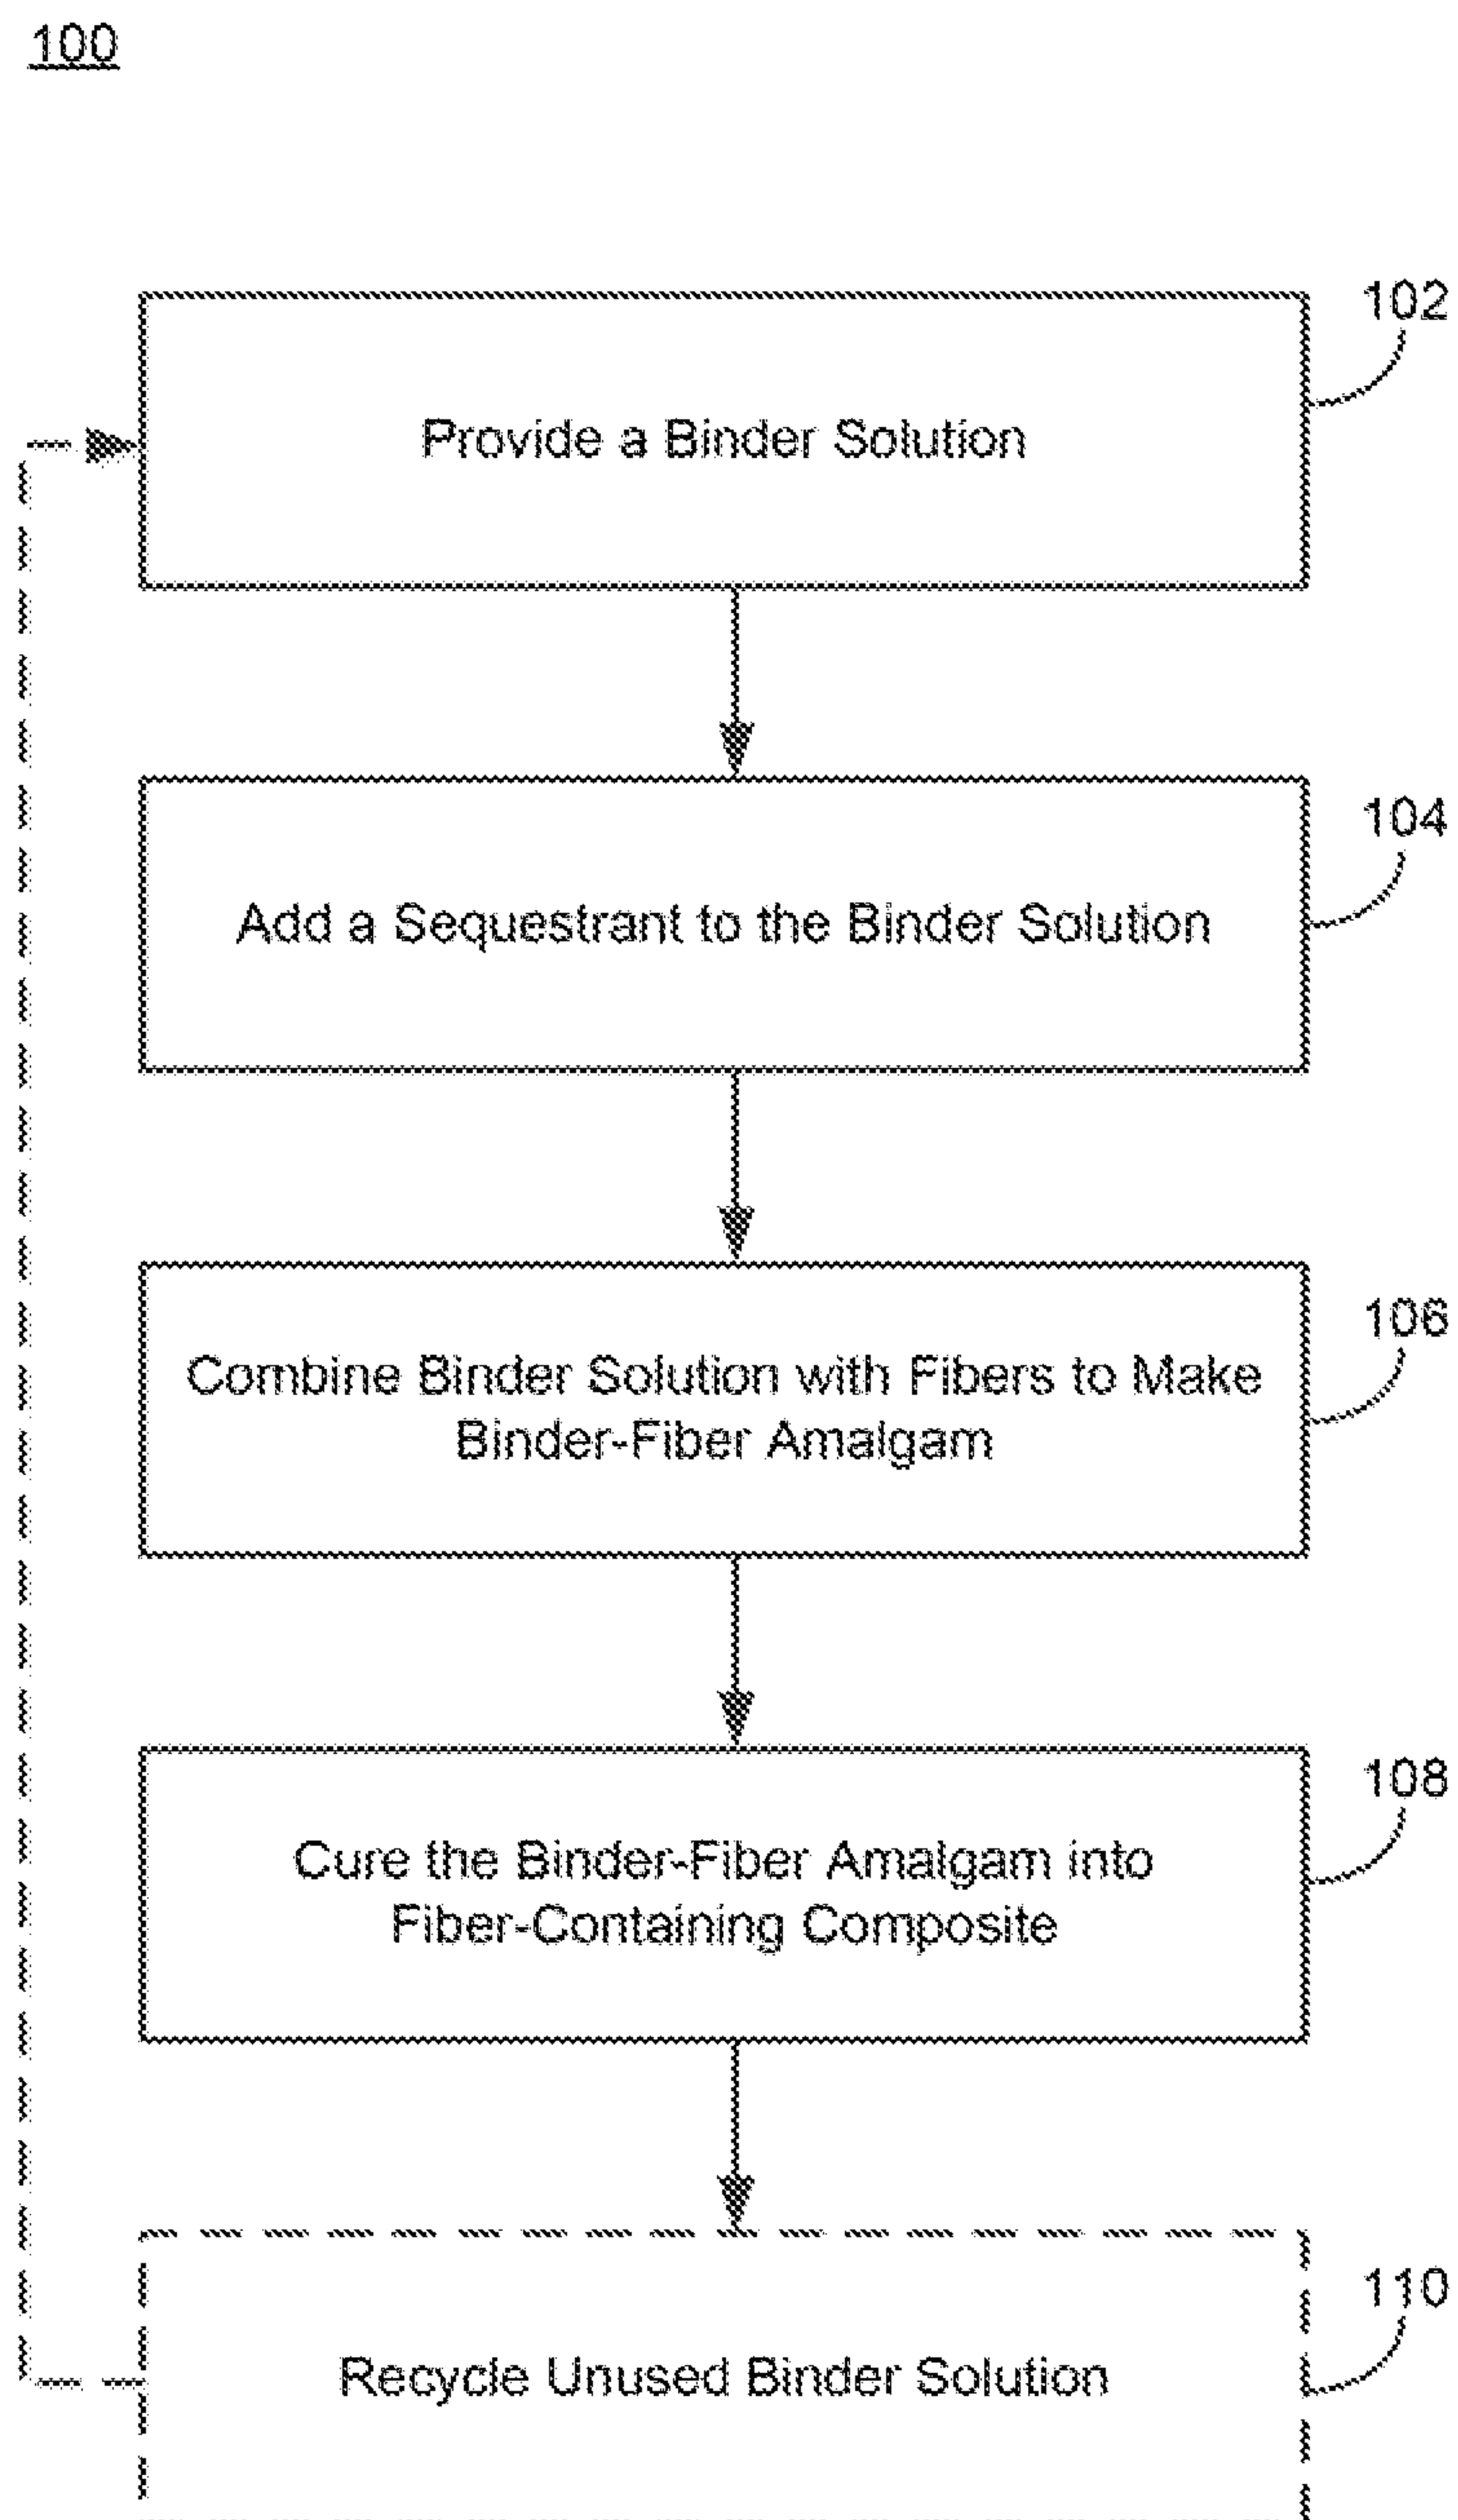 100
102
Provide a Binder Solution
104
Add a Sequestrant to the Binder Solution
106
Combine Binder Solution with Fibers to Make
Binder-Fiber Amalgam
108
Cure the Binder-Fiber Amalgam into
Fiber-Containing Composite
110
Recycle Unused Binder Solution